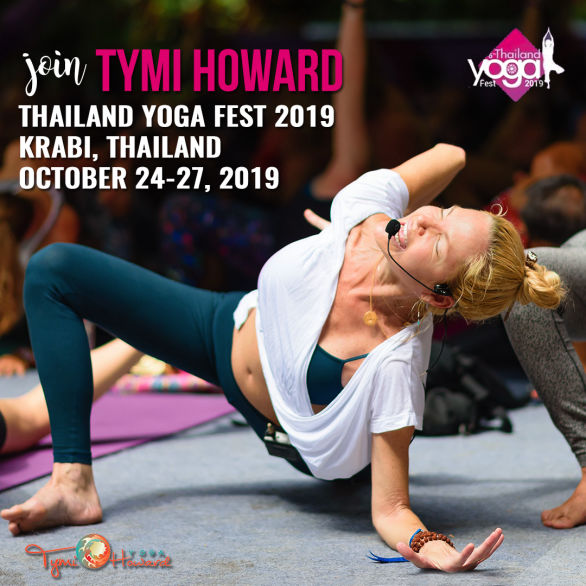 join TYMI HOWARD
THAILAND YOGA FEST 2019
KRABI, THAILAND
OCTOBER 24-27, 2019
6th Thailand
yoga
Fest 2019
YOGA
Tymi Howard